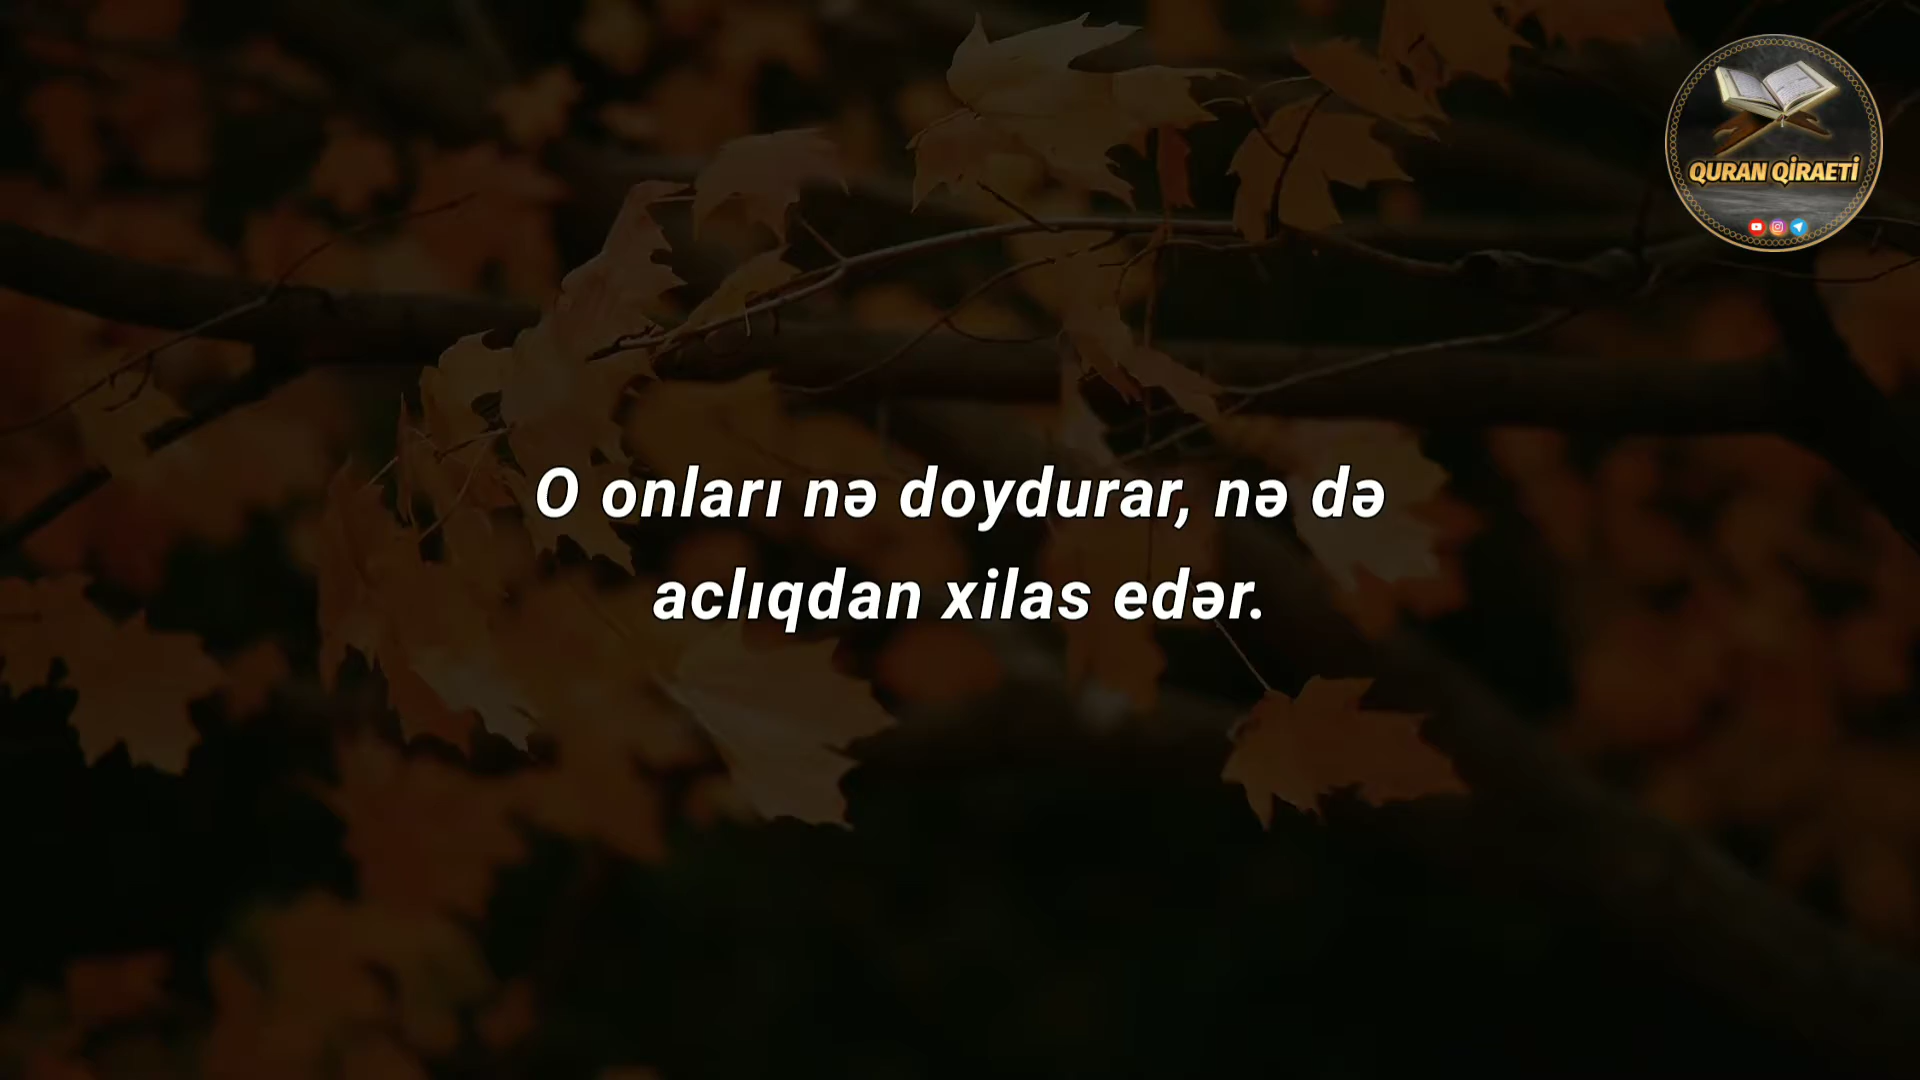 QURAN QİRAETİ
O onları nə doydurar, nə də
aclıqdan xilas edər.